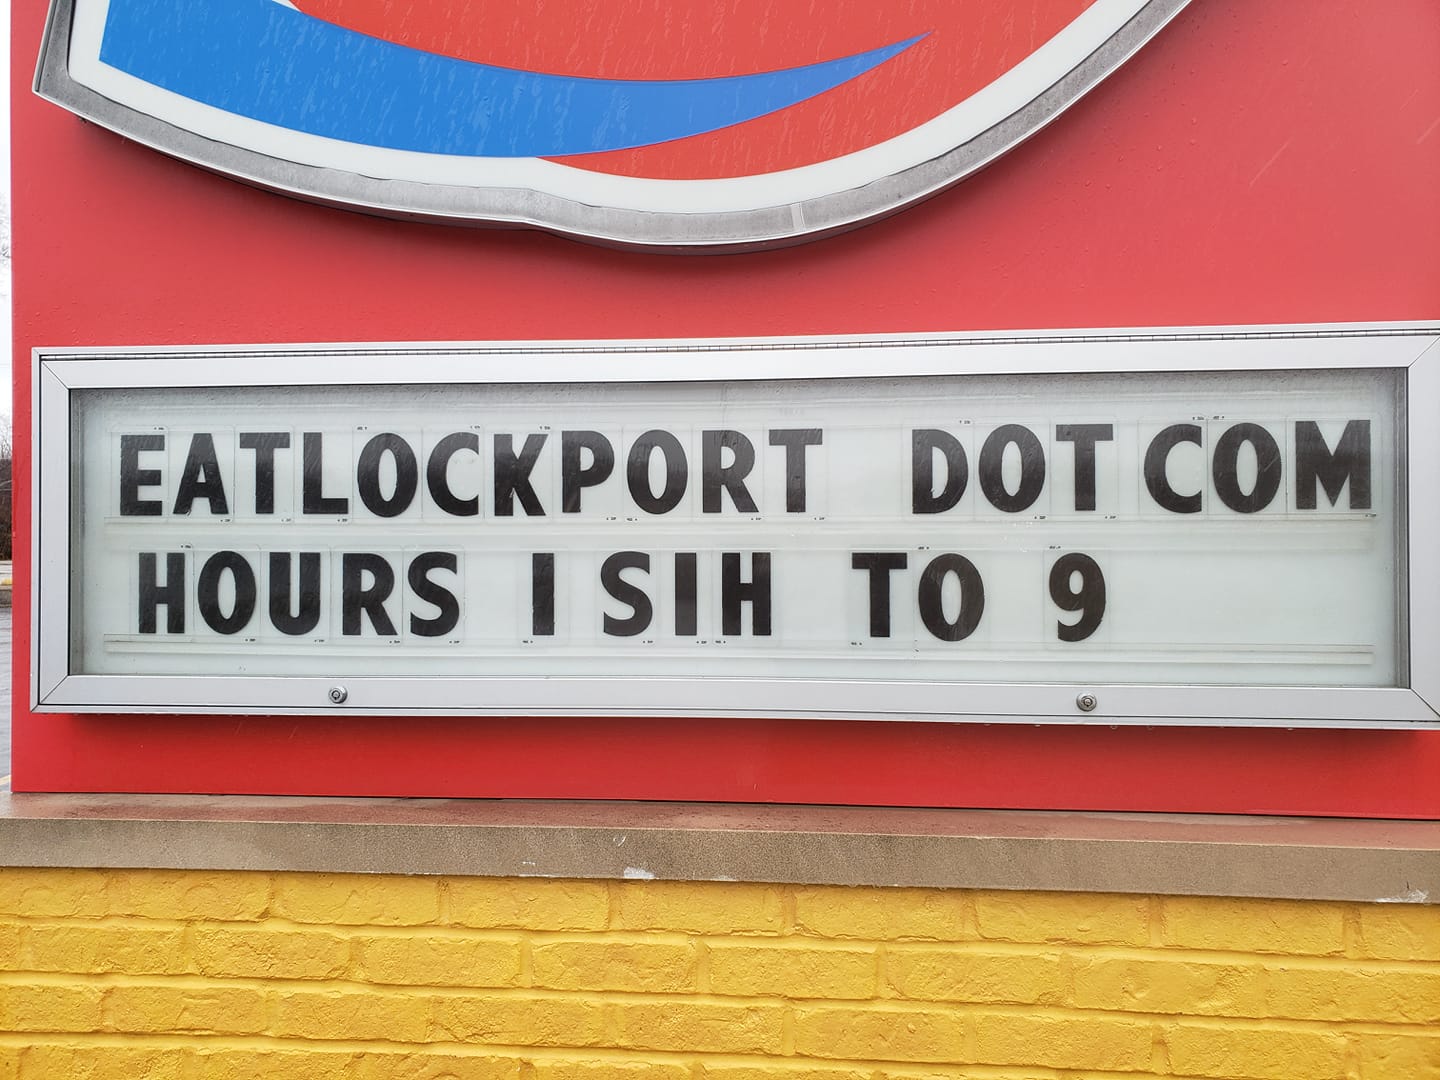 EATLOCKPORT DOT COM
HOURS I SIH TO 9